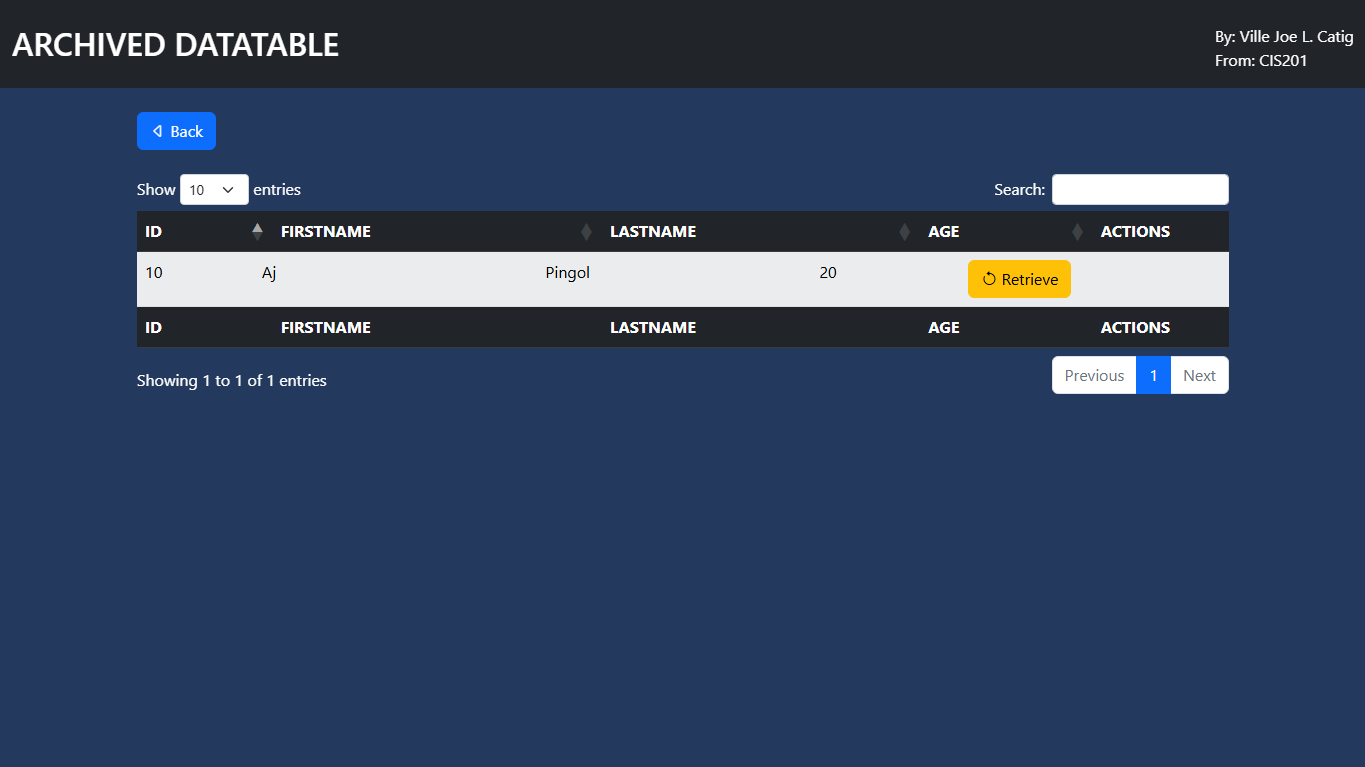 ARCHIVED DATATABLE
By: Ville Joe L. Catig
From: CIS201
Back
Show 10 entries
Search:
ID FIRSTNAME LASTNAME AGE ACTIONS
10 Aj Pingol 20 Retrieve
ID FIRSTNAME LASTNAME AGE ACTIONS
Showing 1 to 1 of 1 entries
Previous 1 Next